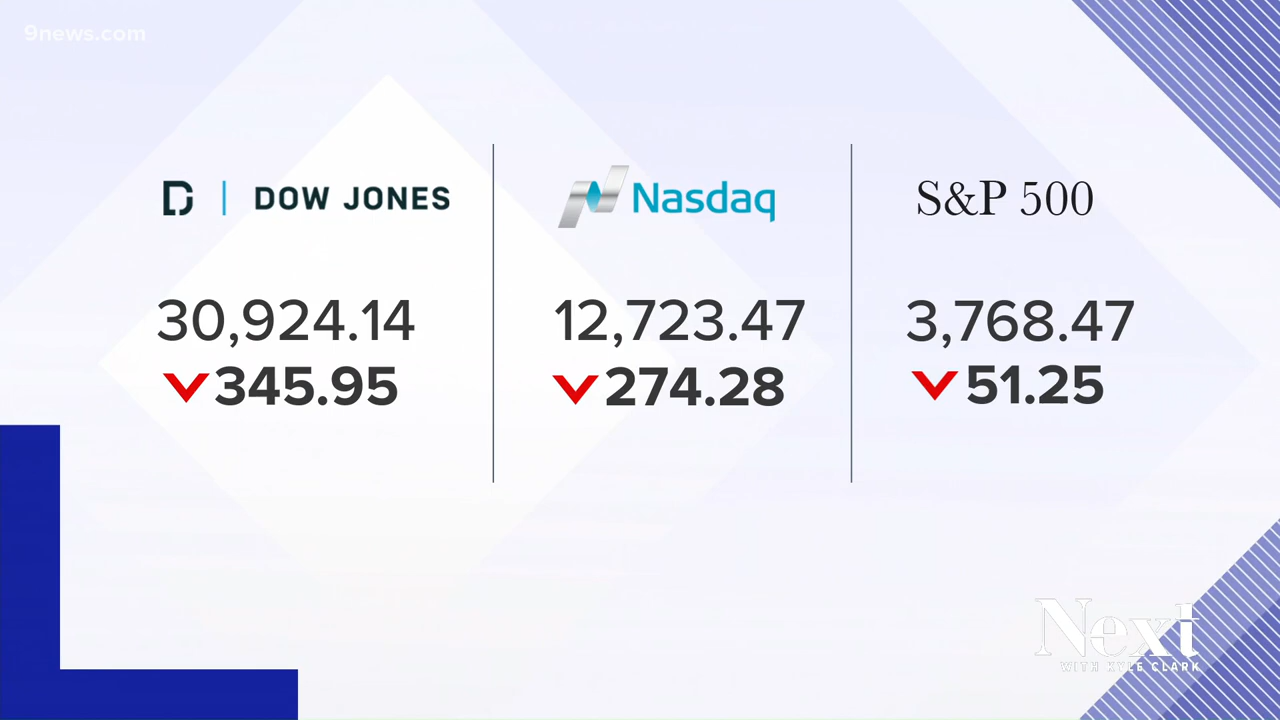 9news.com
DOW JONES
Nasdaq
S&P 500
30,924.14
12,723.47
3,768.47
345.95
274.28
51.25
Next
WITH KYLE CLARK